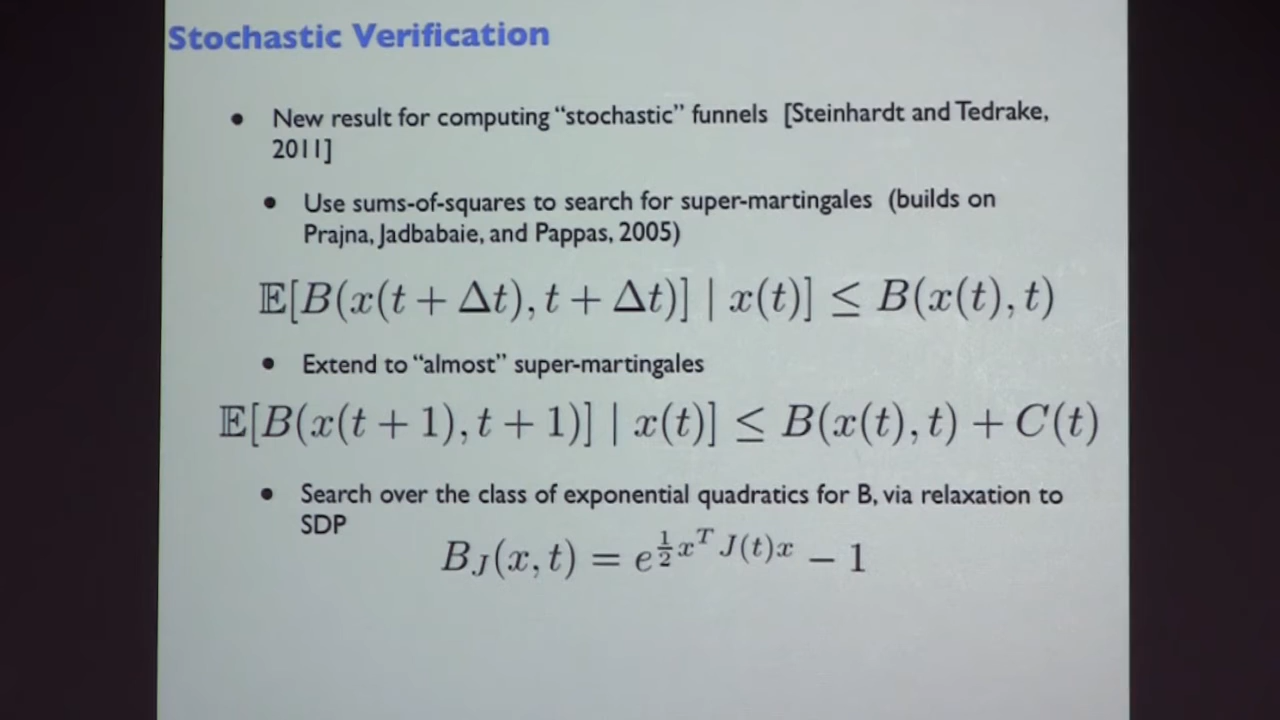 Stochastic Verification
• New result for computing “stochastic” funnels [Steinhardt and Tedrake,
2011]
• Use sums-of-squares to search for super-martingales (builds on
Prajna, Jadbabaie, and Pappas, 2005)
𝔼[B(x(t + Δt), t + Δt)] | x(t)] ≤ B(x(t), t)
• Extend to “almost” super-martingales
𝔼[B(x(t + 1), t + 1)] | x(t)] ≤ B(x(t), t) + C(t)
• Search over the class of exponential quadratics for B, via relaxation to
SDP
B_J(x, t) = e^{\frac{1}{2}x^T J(t)x} − 1